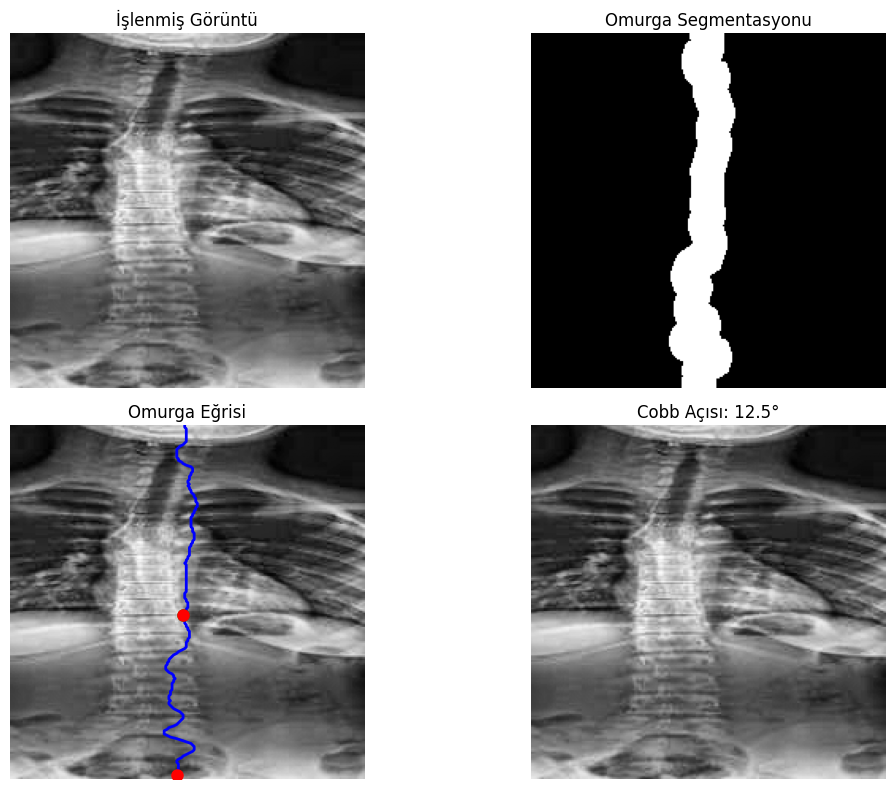 İşlenmiş Görüntü
Omurga Segmentasyonu
Omurga Eğrisi
Cobb Açısı: 12.5°